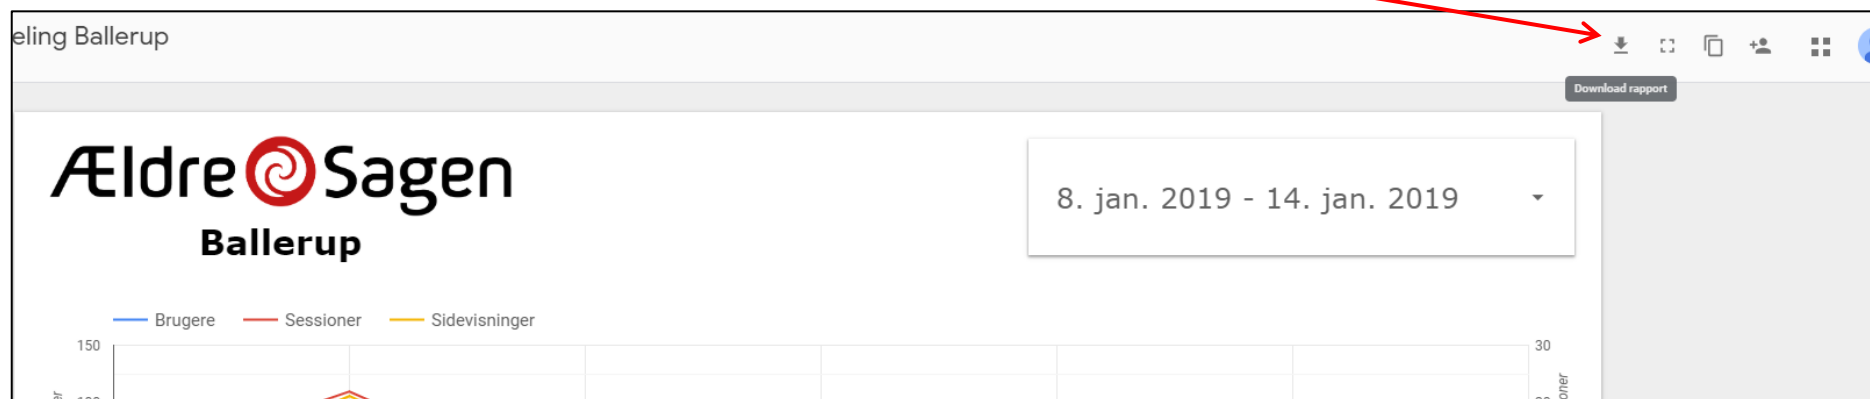 eling Ballerup
Download rapport
Ældre Sagen
Ballerup
8. jan. 2019 - 14. jan. 2019
Brugere Sessioner Sidevisninger
150
30